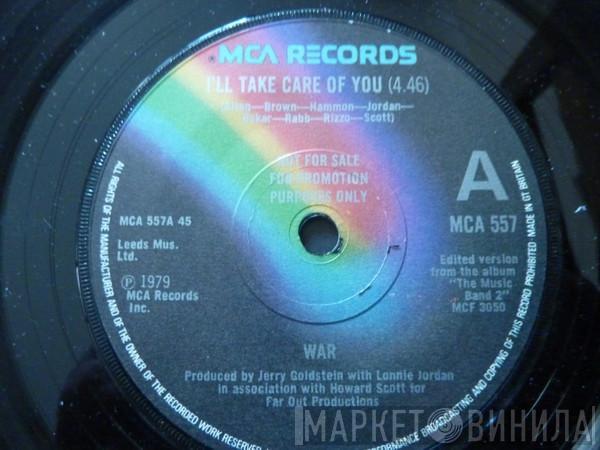 MCA RECORDS
I'LL TAKE CARE OF YOU (4.46)
Brown—Hammon—Jordan—
Oskar—Rabb—Rizzo—Scott)
NOT FOR SALE
FOR PROMOTION
PURPOSES ONLY
A
MCA 557
MCA 557A 45
Leeds Mus.
Ltd.
℗ 1979
MCA Records
Inc.
Edited version
from the album
"The Music
Band 2"
MCF 3050
WAR
Produced by Jerry Goldstein with Lonnie Jordan
in association with Howard Scott for
Far Out Productions
ALL RIGHTS OF THE MANUFACTURER AND OF THE OWNER OF THE RECORDED WORK RESERVED
PERFORMANCE BROADCASTING AND COPYING OF THIS RECORD PROHIBITED MADE IN GT BRITAIN
МАРКЕТ ВИНИЛА